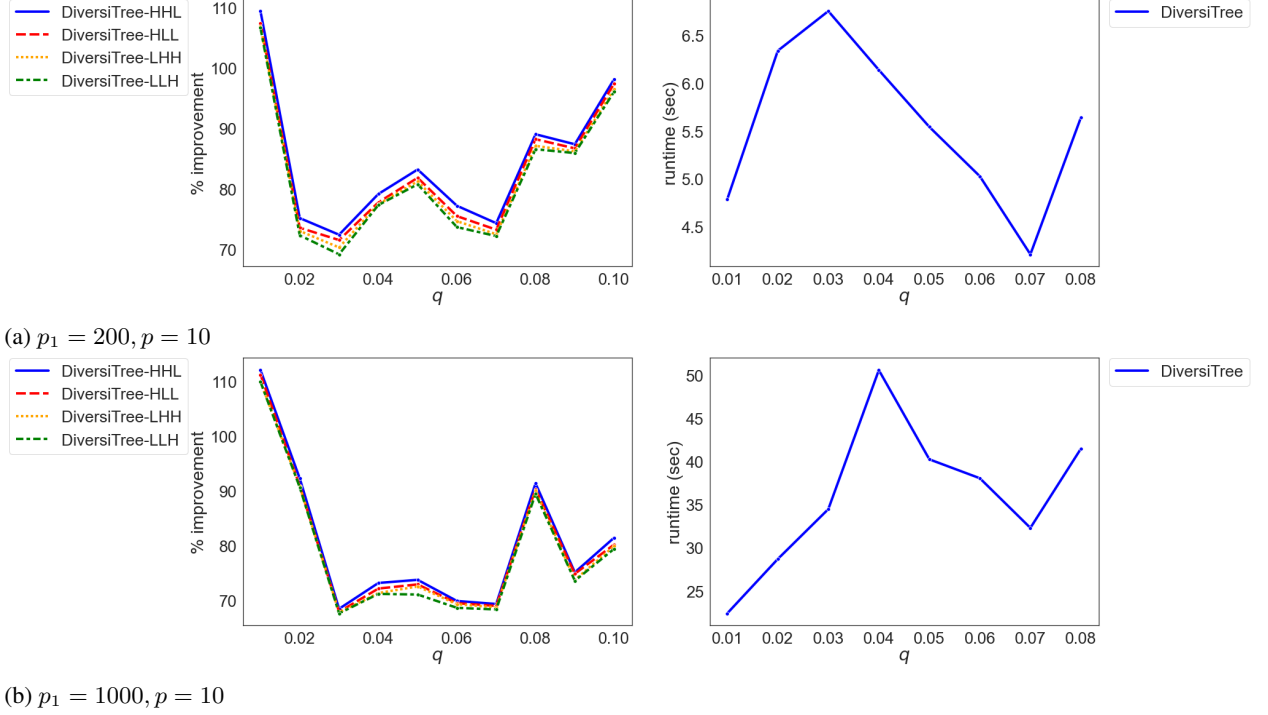 DiversiTree-HHL
DiversiTree-HLL
DiversiTree-LHH
DiversiTree-LLH
% improvement
110
100
90
80
70
0.02 0.04 0.06 0.08 0.10
q
runtime (sec)
6.5
6.0
5.5
5.0
4.5
0.01 0.02 0.03 0.04 0.05 0.06 0.07 0.08
q
DiversiTree
(a) p₁ = 200, p = 10
DiversiTree-HHL
DiversiTree-HLL
DiversiTree-LHH
DiversiTree-LLH
% improvement
110
100
90
80
70
0.02 0.04 0.06 0.08 0.10
q
runtime (sec)
50
45
40
35
30
25
0.01 0.02 0.03 0.04 0.05 0.06 0.07 0.08
q
DiversiTree
(b) p₁ = 1000, p = 10